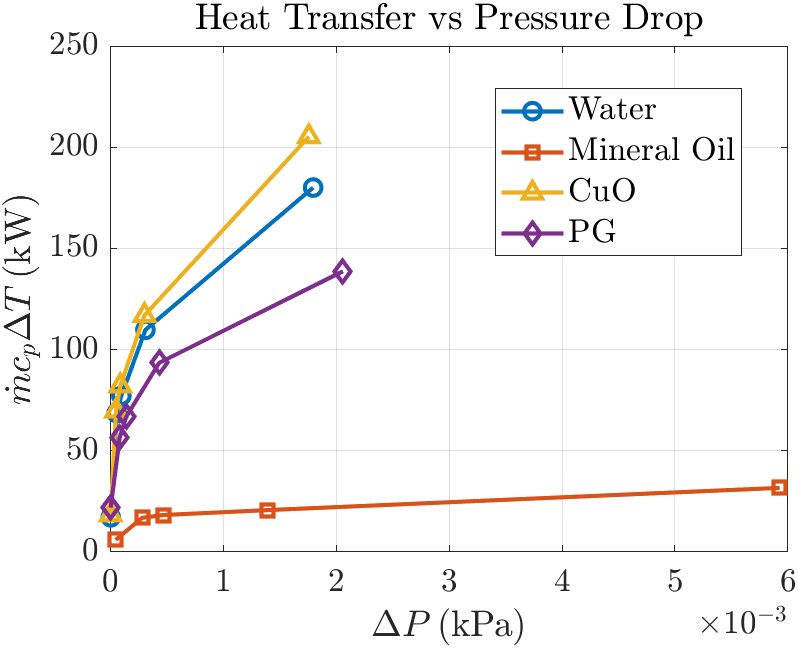 Heat Transfer vs Pressure Drop
250
200
150
100
50
0
ṁc_pΔT (kW)
Water
Mineral Oil
CuO
PG
0 1 2 3 4 5 6
ΔP (kPa)
×10⁻³